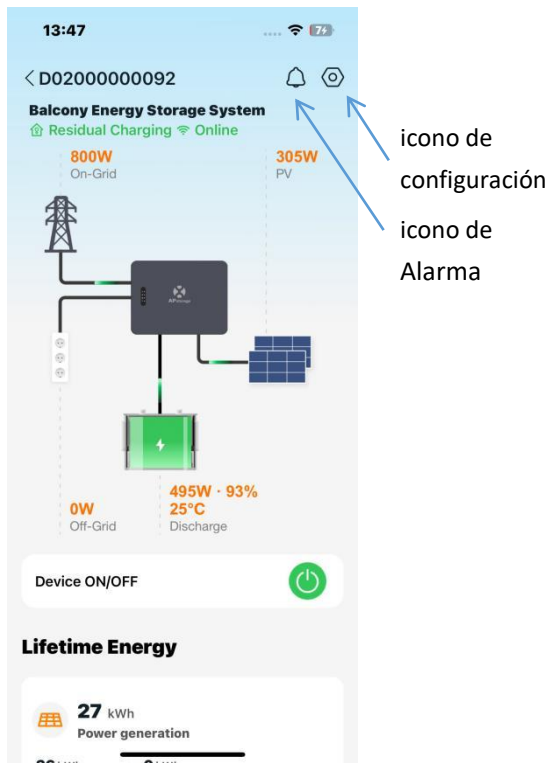 13:47
74
D02000000092
Balcony Energy Storage System
Residual Charging Online
800W
On-Grid
305W
PV
icono de
configuración
icono de
Alarma
495W · 93%
25°C
Discharge
0W
Off-Grid
Device ON/OFF
Lifetime Energy
27 kWh
Power generation